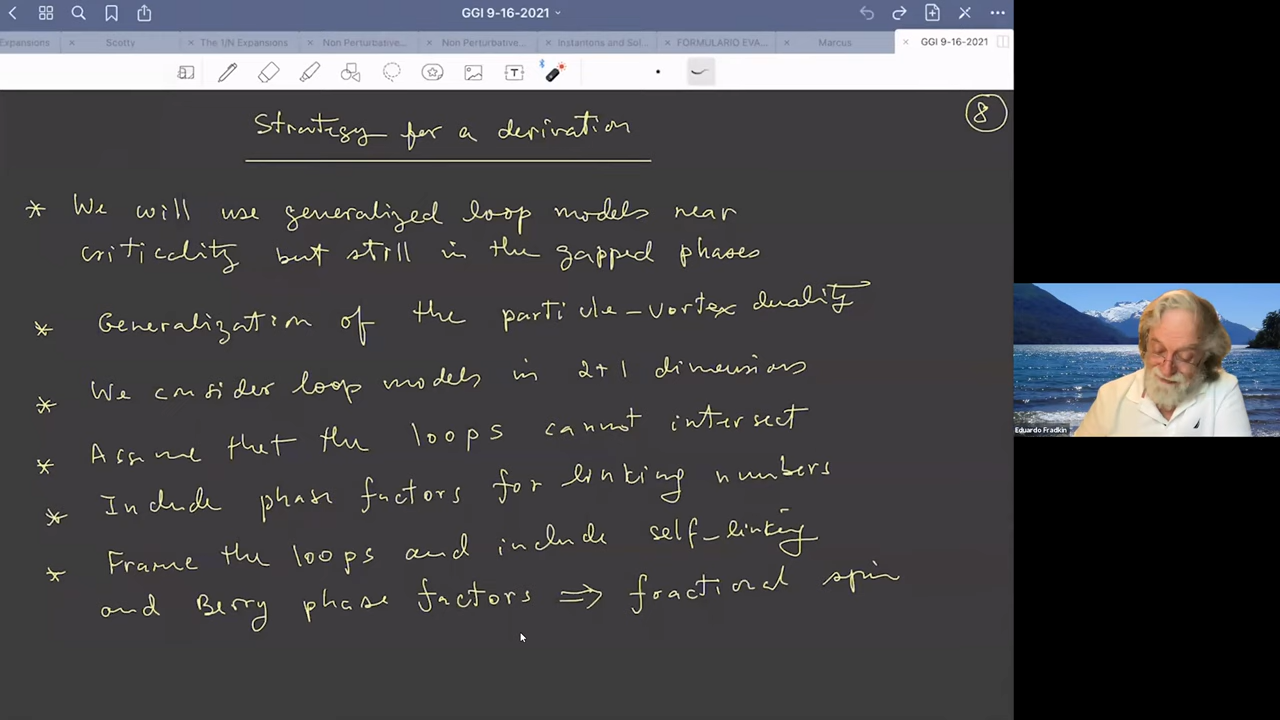 GGI 9-16-2021
Expansions
Scotty
The 1/N Expansions
Non Perturbative...
Non Perturbative...
Instantons and Sol...
FORMULARIO EVA...
Marcus
GGI 9-16-2021
Strategy for a derivation
8
* We will use generalized loop models near
criticality but still in the gapped phases
* Generalization of the particle-vortex duality
* We consider loop models in 2+1 dimensions
* Assume that the loops cannot intersect
* Include phase factors for linking numbers
* Frame the loops and include self-linking
and Berry phase factors ⇒ fractional spin
Eduardo Fradkin